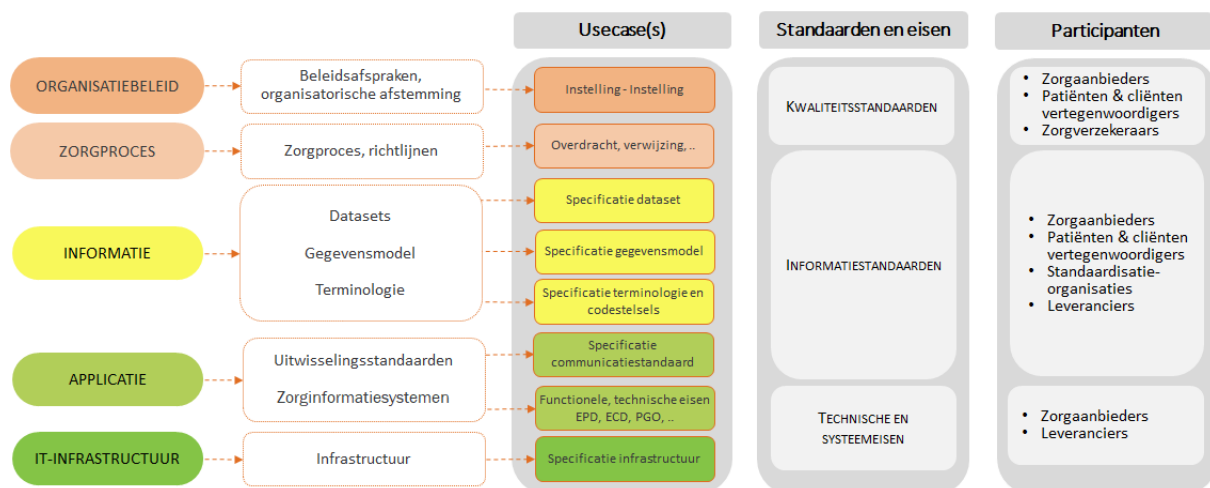 Usecase(s)
Standaarden en eisen
Participanten
ORGANISATIEBELEID
Beleidsafspraken,
organisatorische afstemming
Instelling - Instelling
KWALITEITSSTANDAARDEN
• Zorgaanbieders
• Patiënten & cliënten
vertegenwoordigers
• Zorgverzekeraars
ZORGPROCES
Zorgproces, richtlijnen
Overdracht, verwijzing, ..
INFORMATIE
Datasets
Gegevensmodel
Terminologie
Specificatie dataset
Specificatie gegevensmodel
Specificatie terminologie en
codestelsels
INFORMATIESTANDAARDEN
• Zorgaanbieders
• Patiënten & cliënten
vertegenwoordigers
• Standaardisatie-
organisaties
• Leveranciers
APPLICATIE
Uitwisselingsstandaarden
Zorginformatiesystemen
Specificatie
communicatiestandaard
Functionele, technische eisen
EPD, ECD, PGO, ..
TECHNISCHE EN
SYSTEEMEISEN
• Zorgaanbieders
• Leveranciers
IT-INFRASTRUCTUUR
Infrastructuur
Specificatie infrastructuur